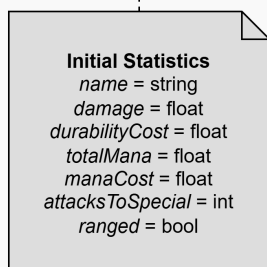 Initial Statistics
name = string
damage = float
durabilityCost = float
totalMana = float
manaCost = float
attacksToSpecial = int
ranged = bool